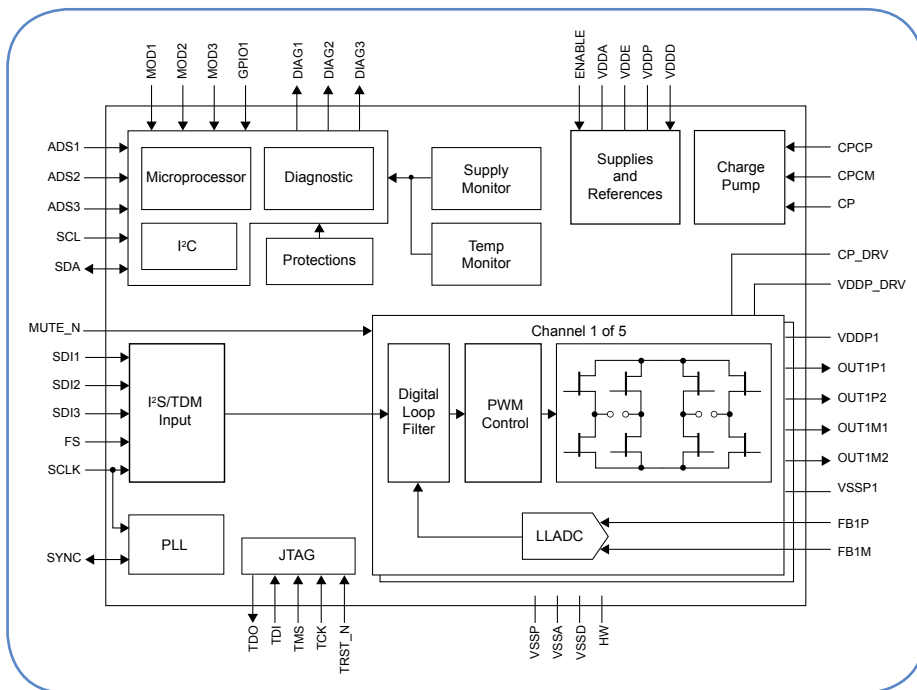 MOD1
MOD2
MOD3
GPIO1
DIAG1
DIAG2
DIAG3
ENABLE
VDDA
VDDE
VDDP
VDDD
ADS1
ADS2
ADS3
SCL
SDA
Microprocessor
Diagnostic
I²C
Protections
Supply
Monitor
Temp
Monitor
Supplies
and
References
Charge
Pump
CPCP
CPCM
CP
CP_DRV
VDDP_DRV
MUTE_N
SDI1
SDI2
SDI3
FS
SCLK
SYNC
I²S/TDM
Input
PLL
JTAG
Channel 1 of 5
Digital
Loop
Filter
PWM
Control
LLADC
VDDP1
OUT1P1
OUT1P2
OUT1M1
OUT1M2
VSSP1
FB1P
FB1M
TDO
TDI
TMS
TCK
TRST_N
VSSP
VSSA
VSSD
HW